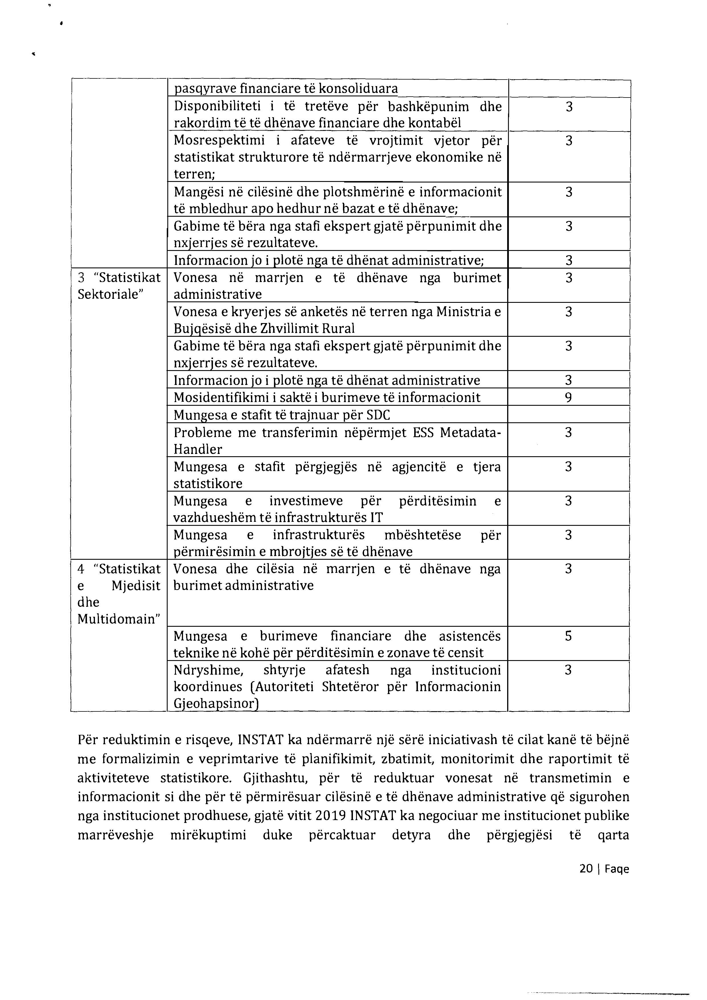 pasqyrave financiare të konsoliduara
Disponibiliteti i të tretëve për bashkëpunim dhe 3
rakordim të të dhënave financiare dhe kontabël
Mosrespektimi i afateve të vrojtimit vjetor për 3
statistikat strukturore të ndërmarrjeve ekonomike në
terren;
Mangësi në cilësinë dhe plotshmërinë e informacionit 3
të mbledhur apo hedhur në bazat e të dhënave;
Gabime të bëra nga stafi ekspert gjatë përpunimit dhe 3
nxjerrjes së rezultateve.
Informacion jo i plotë nga të dhënat administrative; 3
3 “Statistikat Vonesa në marrjen e të dhënave nga burimet 3
Sektoriale” administrative
Vonesa e kryerjes së anketës në terren nga Ministria e 3
Bujqësisë dhe Zhvillimit Rural
Gabime të bëra nga stafi ekspert gjatë përpunimit dhe 3
nxjerrjes së rezultateve.
Informacion jo i plotë nga të dhënat administrative 3
Mosidentifikimi i saktë i burimeve të informacionit 9
Mungesa e stafit të trajnuar për SDC
Probleme me transferimin nëpërmjet ESS Metadata- 3
Handler
Mungesa e stafit përgjegjës në agjencitë e tjera 3
statistikore
Mungesa e investimeve për përditësimin e 3
vazhdueshëm të infrastrukturës IT
Mungesa e infrastrukturës mbështetëse për 3
përmirësimin e mbrojtjes së të dhënave
4 “Statistikat Vonesa dhe cilësia në marrjen e të dhënave nga 3
e Mjedisit burimet administrative
dhe
Multidomain”
Mungesa e burimeve financiare dhe asistencës 5
teknike në kohë për përditësimin e zonave të censit
Ndryshime, shtyrje afatesh nga institucioni 3
koordinues (Autoriteti Shtetëror për Informacionin
Gjeohapsinor)
Për reduktimin e risqeve, INSTAT ka ndërmarrë një sërë iniciativash të cilat kanë të bëjnë
me formalizimin e veprimtarive të planifikimit, zbatimit, monitorimit dhe raportimit të
aktiviteteve statistikore. Gjithashtu, për të reduktuar vonesat në transmetimin e
informacionit si dhe për të përmirësuar cilësinë e të dhënave administrative që sigurohen
nga institucionet prodhuese, gjatë vitit 2019 INSTAT ka negociuar me institucionet publike
marrëveshje mirëkuptimi duke përcaktuar detyra dhe përgjegjësi të qarta
20 | Faqe